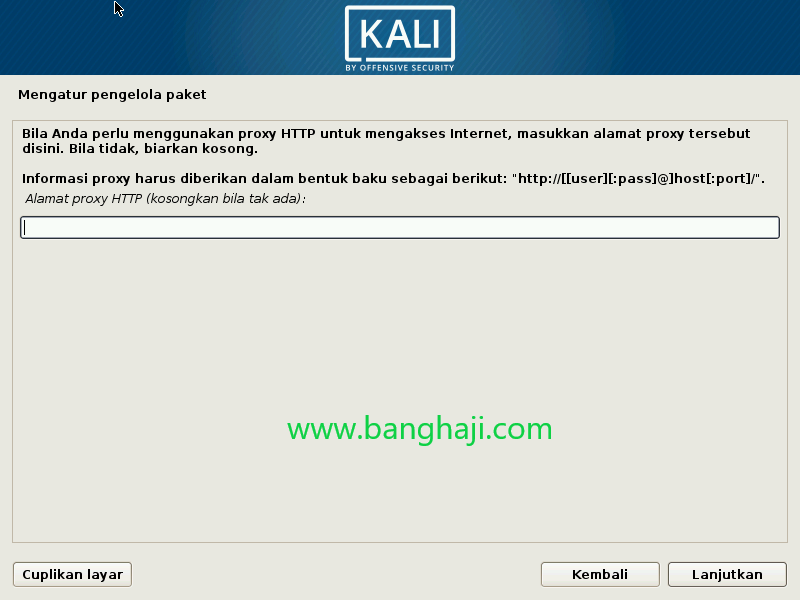 KALI
BY OFFENSIVE SECURITY
Mengatur pengelola paket
Bila Anda perlu menggunakan proxy HTTP untuk mengakses Internet, masukkan alamat proxy tersebut
disini. Bila tidak, biarkan kosong.
Informasi proxy harus diberikan dalam bentuk baku sebagai berikut: "http://[[user][:pass]@]host[:port]/".
Alamat proxy HTTP (kosongkan bila tak ada):
www.banghaji.com
Cuplikan layar
Kembali
Lanjutkan